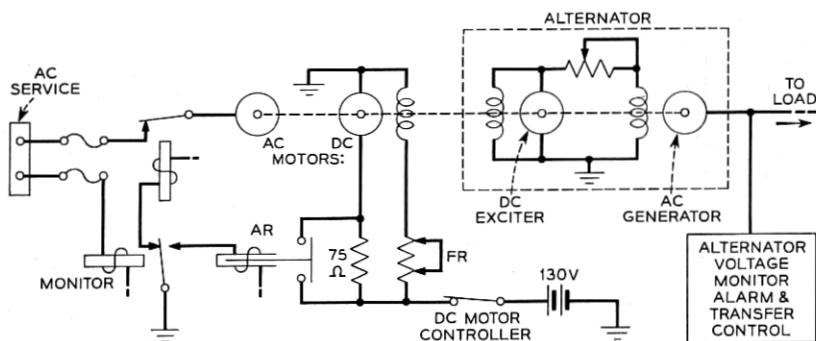 ALTERNATOR
AC
SERVICE
TO
LOAD
AC
DC
MOTORS:
DC
EXCITER
AC
GENERATOR
MONITOR
AR
75
Ω
FR
130V
DC MOTOR
CONTROLLER
ALTERNATOR
VOLTAGE
MONITOR
ALARM &
TRANSFER
CONTROL